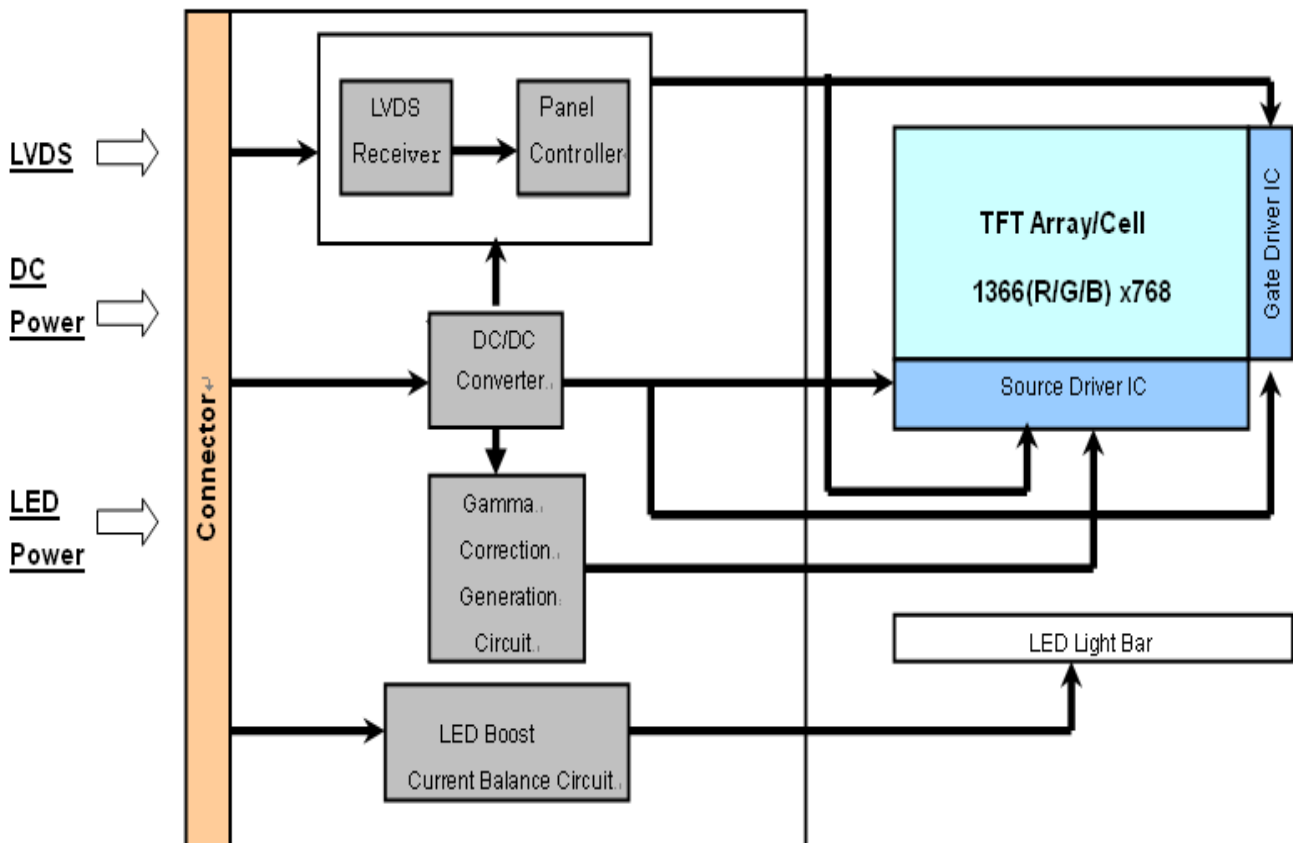 LVDS
DC
Power
LED
Power
Connector
LVDS
Receiver
Panel
Controller
DC/DC
Converter
Gamma
Correction
Generation
Circuit
LED Boost
Current Balance Circuit
TFT Array/Cell
1366(R/G/B) x768
Gate Driver IC
Source Driver IC
LED Light Bar